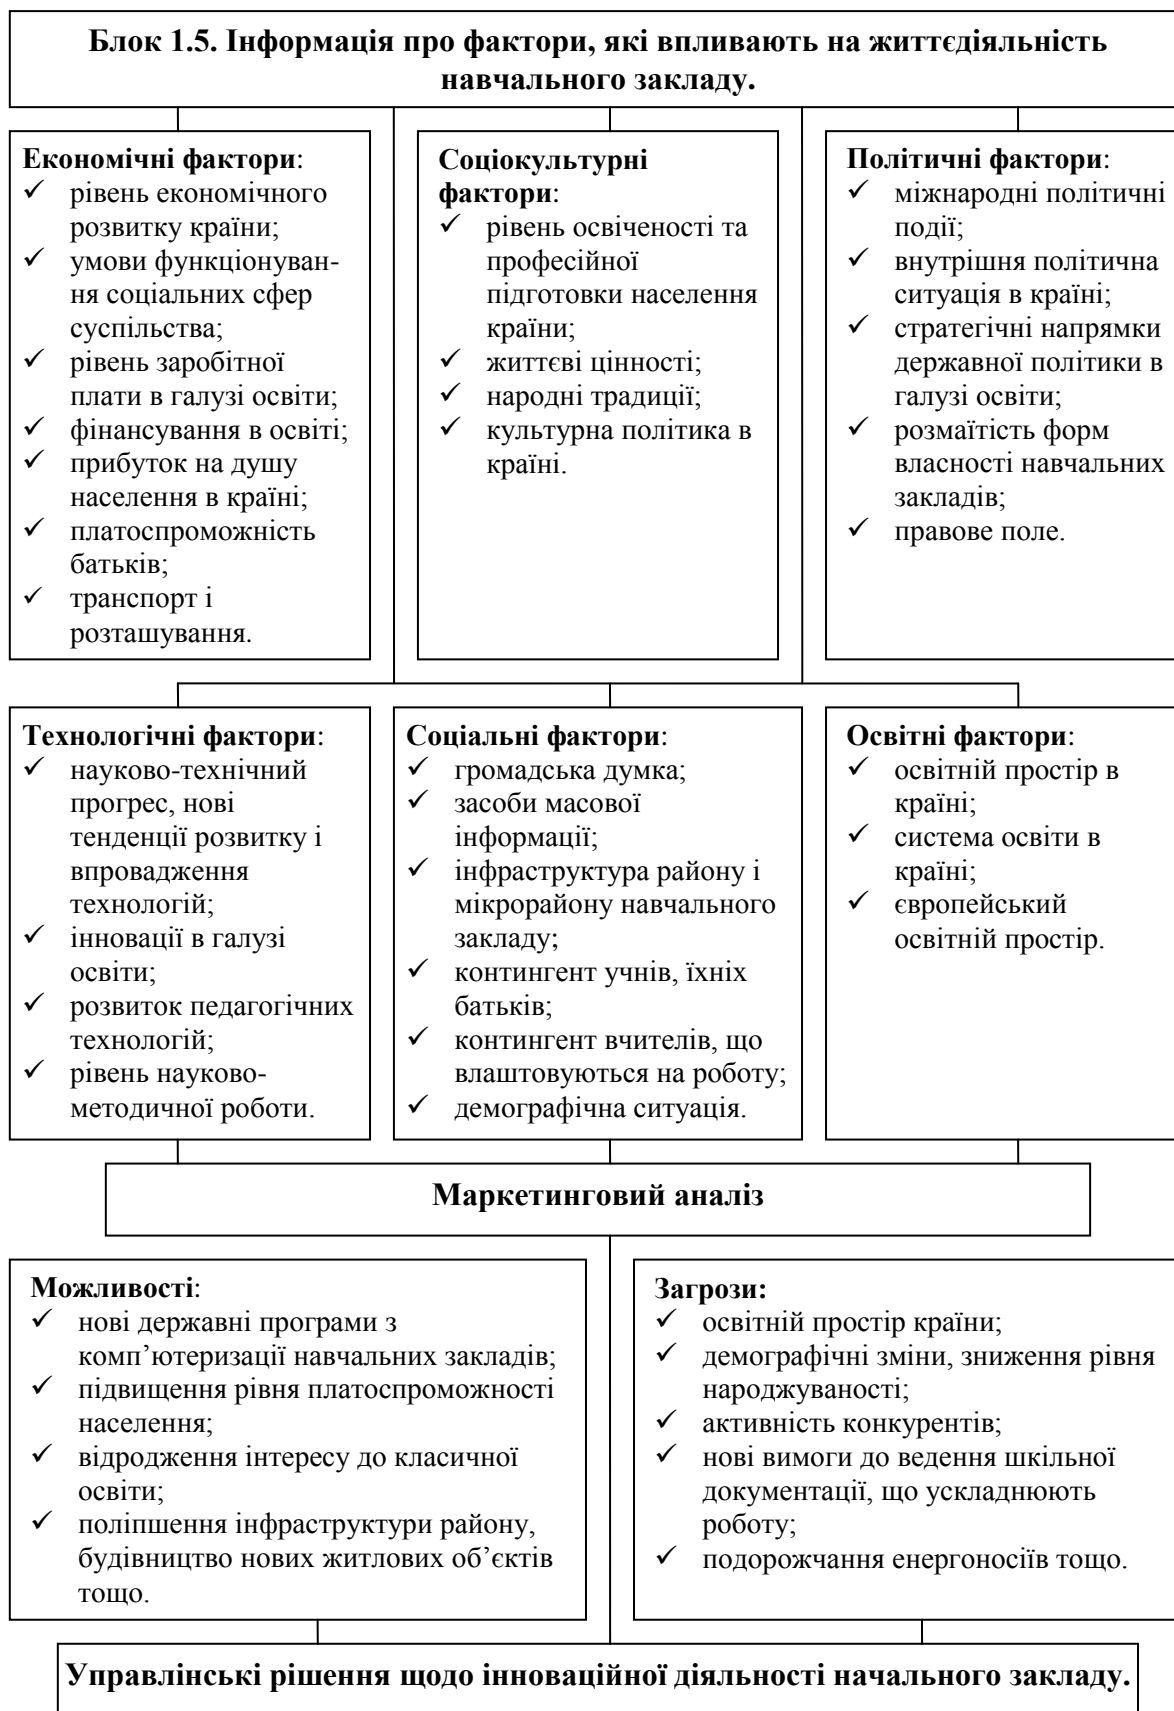 Блок 1.5. Інформація про фактори, які впливають на життєдіяльність
навчального закладу.
Економічні фактори:
✓ рівень економічного
розвитку країни;
✓ умови функціонуван-
ня соціальних сфер
суспільства;
✓ рівень заробітної
плати в галузі освіти;
✓ фінансування в освіті;
✓ прибуток на душу
населення в країні;
✓ платоспроможність
батьків;
✓ транспорт і
розташування.
Соціокультурні
фактори:
✓ рівень освіченості та
професійної
підготовки населення
країни;
✓ життєві цінності;
✓ народні традиції;
✓ культурна політика в
країні.
Політичні фактори:
✓ міжнародні політичні
події;
✓ внутрішня політична
ситуація в країні;
✓ стратегічні напрямки
державної політики в
галузі освіти;
✓ розмаїтість форм
власності навчальних
закладів;
✓ правове поле.
Технологічні фактори:
✓ науково-технічний
прогрес, нові
тенденції розвитку і
впровадження
технологій;
✓ інновації в галузі
освіти;
✓ розвиток педагогічних
технологій;
✓ рівень науково-
методичної роботи.
Соціальні фактори:
✓ громадська думка;
✓ засоби масової
інформації;
✓ інфраструктура району і
мікрорайону навчального
закладу;
✓ контингент учнів, їхніх
батьків;
✓ контингент вчителів, що
влаштовуються на роботу;
✓ демографічна ситуація.
Освітні фактори:
✓ освітній простір в
країні;
✓ система освіти в
країні;
✓ європейський
освітній простір.
Маркетинговий аналіз
Можливості:
✓ нові державні програми з
комп’ютеризації навчальних закладів;
✓ підвищення рівня платоспроможності
населення;
✓ відродження інтересу до класичної
освіти;
✓ поліпшення інфраструктури району,
будівництво нових житлових об’єктів
тощо.
Загрози:
✓ освітній простір країни;
✓ демографічні зміни, зниження рівня
народжуваності;
✓ активність конкурентів;
✓ нові вимоги до ведення шкільної
документації, що ускладнюють
роботу;
✓ подорожчання енергоносіїв тощо.
Управлінські рішення щодо інноваційної діяльності начального закладу.